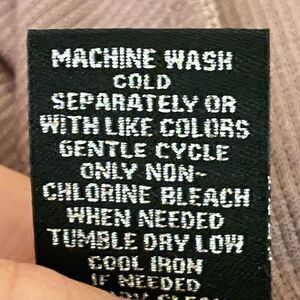 MACHINE WASH
COLD
SEPARATELY OR
WITH LIKE COLORS
GENTLE CYCLE
ONLY NON-
CHLORINE BLEACH
WHEN NEEDED
TUMBLE DRY LOW
COOL IRON
IF NEEDED